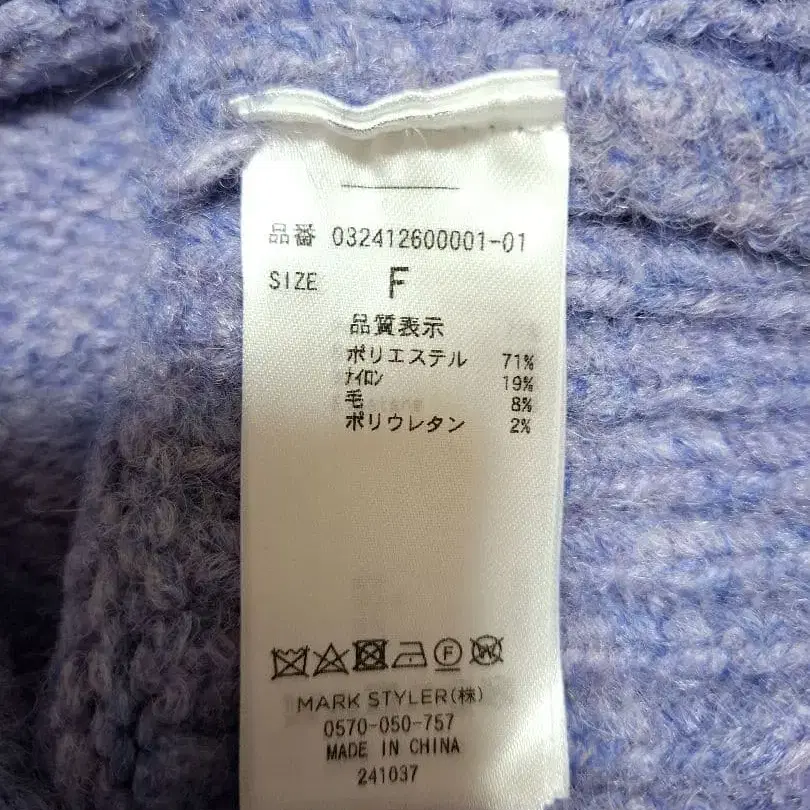 品番 032412600001-01
SIZE F
品質表示
ポリエステル 71%
ナイロン 19%
毛 8%
ポリウレタン 2%
F W
MARK STYLER(株)
0570-050-757
MADE IN CHINA
241037